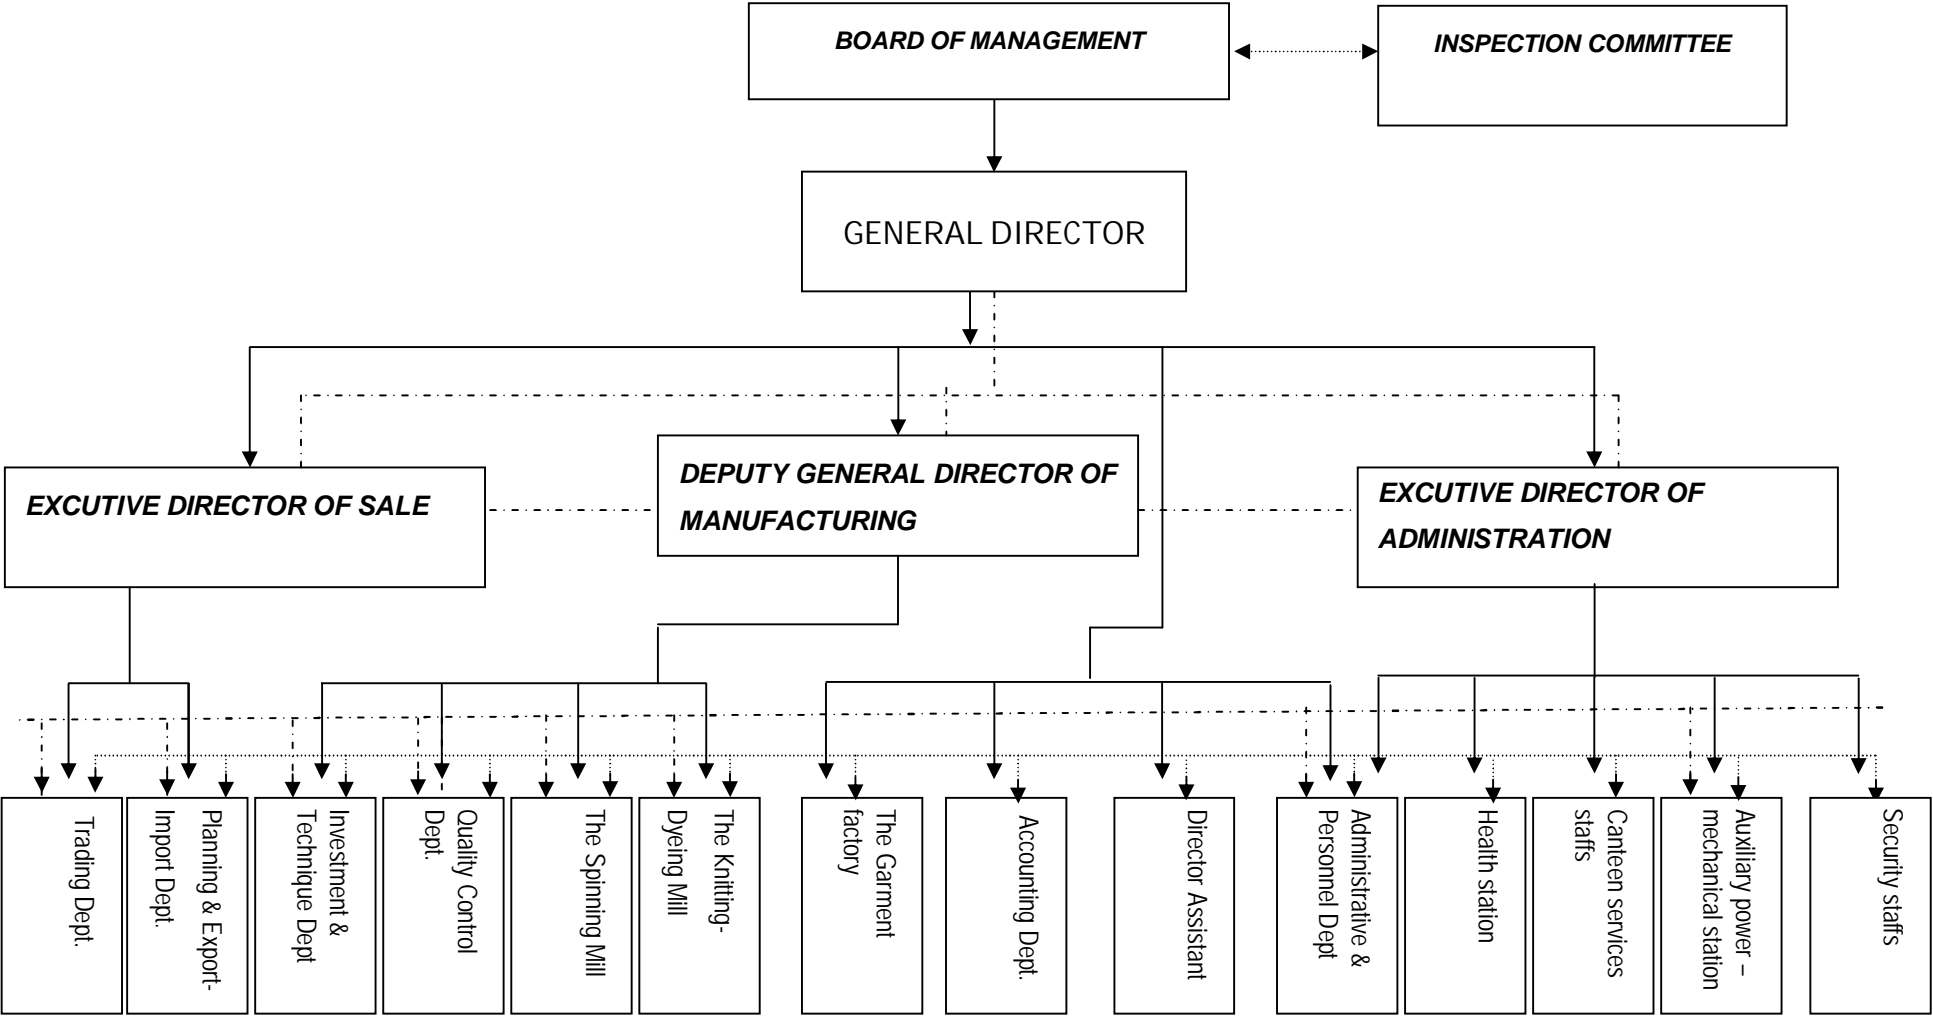 BOARD OF MANAGEMENT
INSPECTION COMMITTEE
GENERAL DIRECTOR
EXCUTIVE DIRECTOR OF SALE
DEPUTY GENERAL DIRECTOR OF
MANUFACTURING
EXCUTIVE DIRECTOR OF
ADMINISTRATION
Trading Dept.
Planning & Export-
Import Dept.
Investment &
Technique Dept
Quality Control
Dept.
The Spinning Mill
The Knitting-
Dyeing Mill
The Garment
factory
Accounting Dept.
Director Assistant
Administrative &
Personnel Dept
Health station
Canteen services
staffs
Auxiliary power –
mechanical station
Security staffs